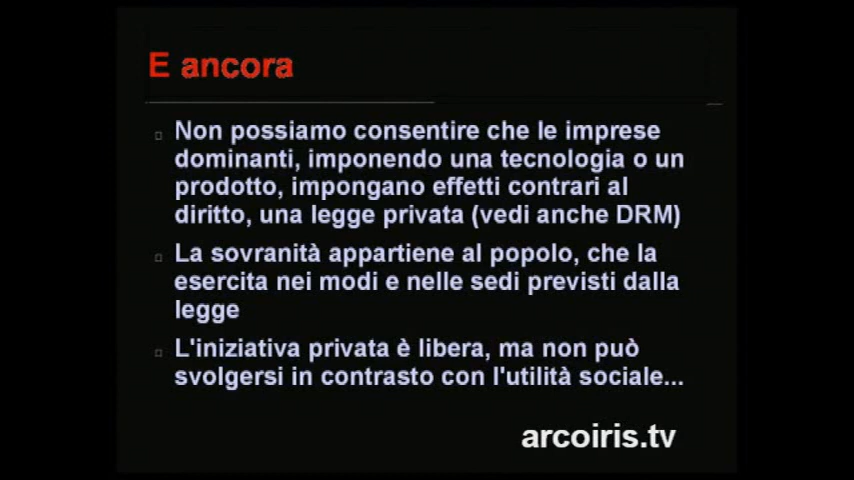 E ancora
Non possiamo consentire che le imprese
dominanti, imponendo una tecnologia o un
prodotto, impongano effetti contrari al
diritto, una legge privata (vedi anche DRM)
La sovranità appartiene al popolo, che la
esercita nei modi e nelle sedi previsti dalla
legge
L'iniziativa privata è libera, ma non può
svolgersi in contrasto con l'utilità sociale...
arcoiris.tv